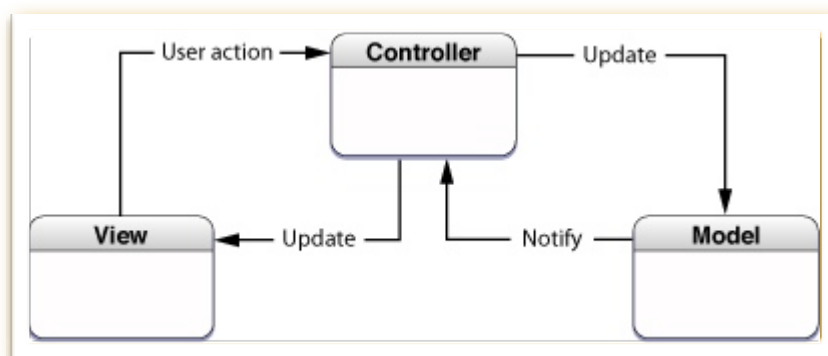 User action
Controller
Update
View
Update
Notify
Model